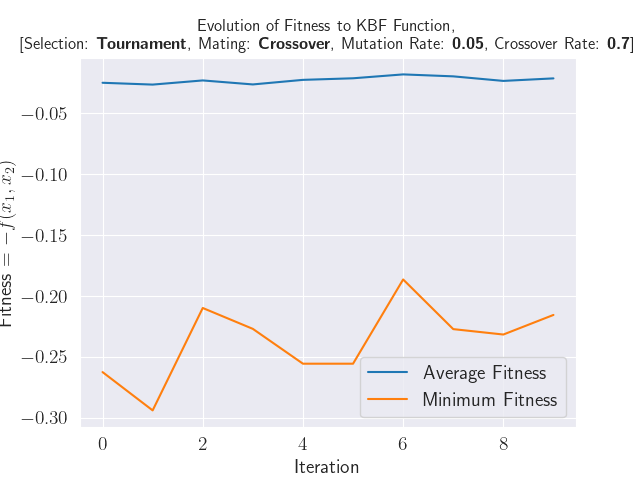 Evolution of Fitness to KBF Function,
[Selection: Tournament, Mating: Crossover, Mutation Rate: 0.05, Crossover Rate: 0.7]
−0.05
−0.10
−0.15
−0.20
−0.25
−0.30
Fitness = −f(x₁, x₂)
0 2 4 6 8
Iteration
Average Fitness
Minimum Fitness